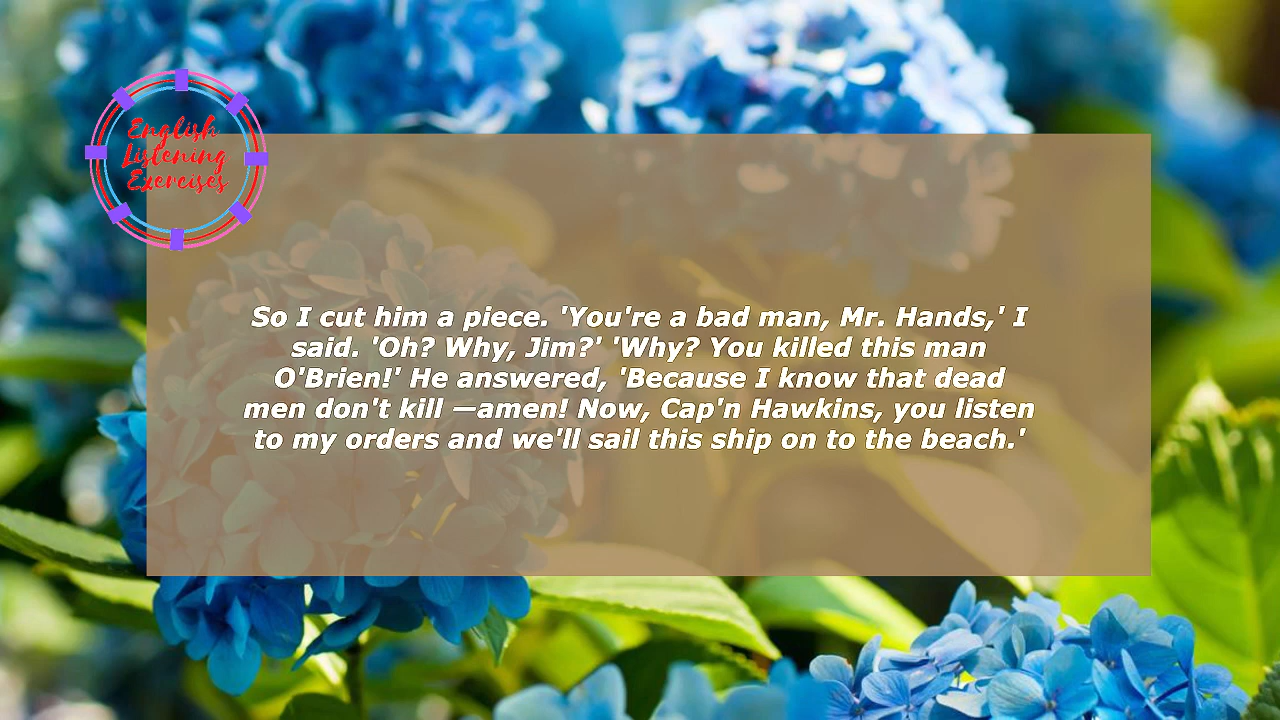 English
Listening
Exercises
So I cut him a piece. 'You're a bad man, Mr. Hands,' I
said. 'Oh? Why, Jim?' 'Why? You killed this man
O'Brien!' He answered, 'Because I know that dead
men don't kill —amen! Now, Cap'n Hawkins, you listen
to my orders and we'll sail this ship on to the beach.'